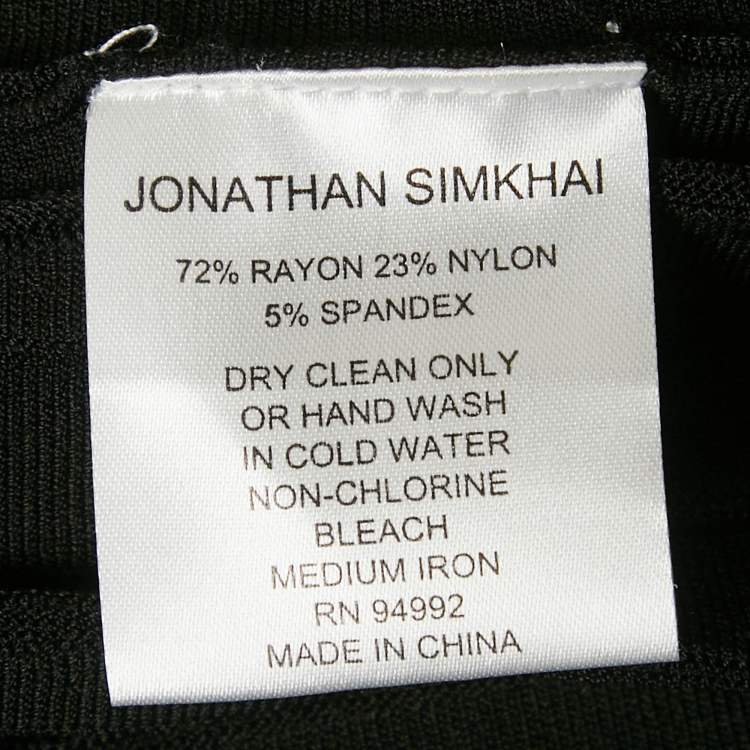 JONATHAN SIMKHAI
72% RAYON 23% NYLON
5% SPANDEX
DRY CLEAN ONLY
OR HAND WASH
IN COLD WATER
NON-CHLORINE
BLEACH
MEDIUM IRON
RN 94992
MADE IN CHINA